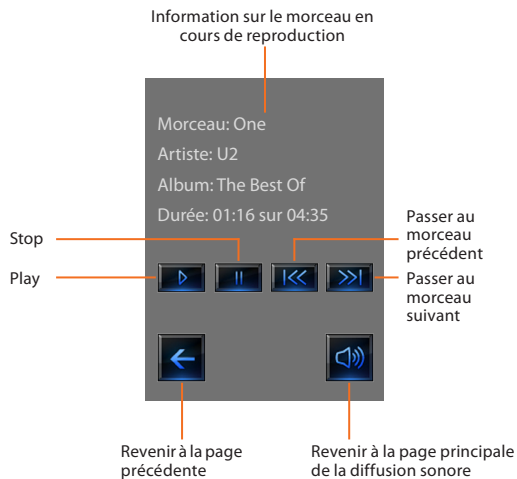 Information sur le morceau en
cours de reproduction
Morceau: One
Artiste: U2
Album: The Best Of
Durée: 01:16 sur 04:35
Stop
Play
Passer au
morceau
précédent
Passer au
morceau
suivant
Revenir à la page
précédente
Revenir à la page principale
de la diffusion sonore